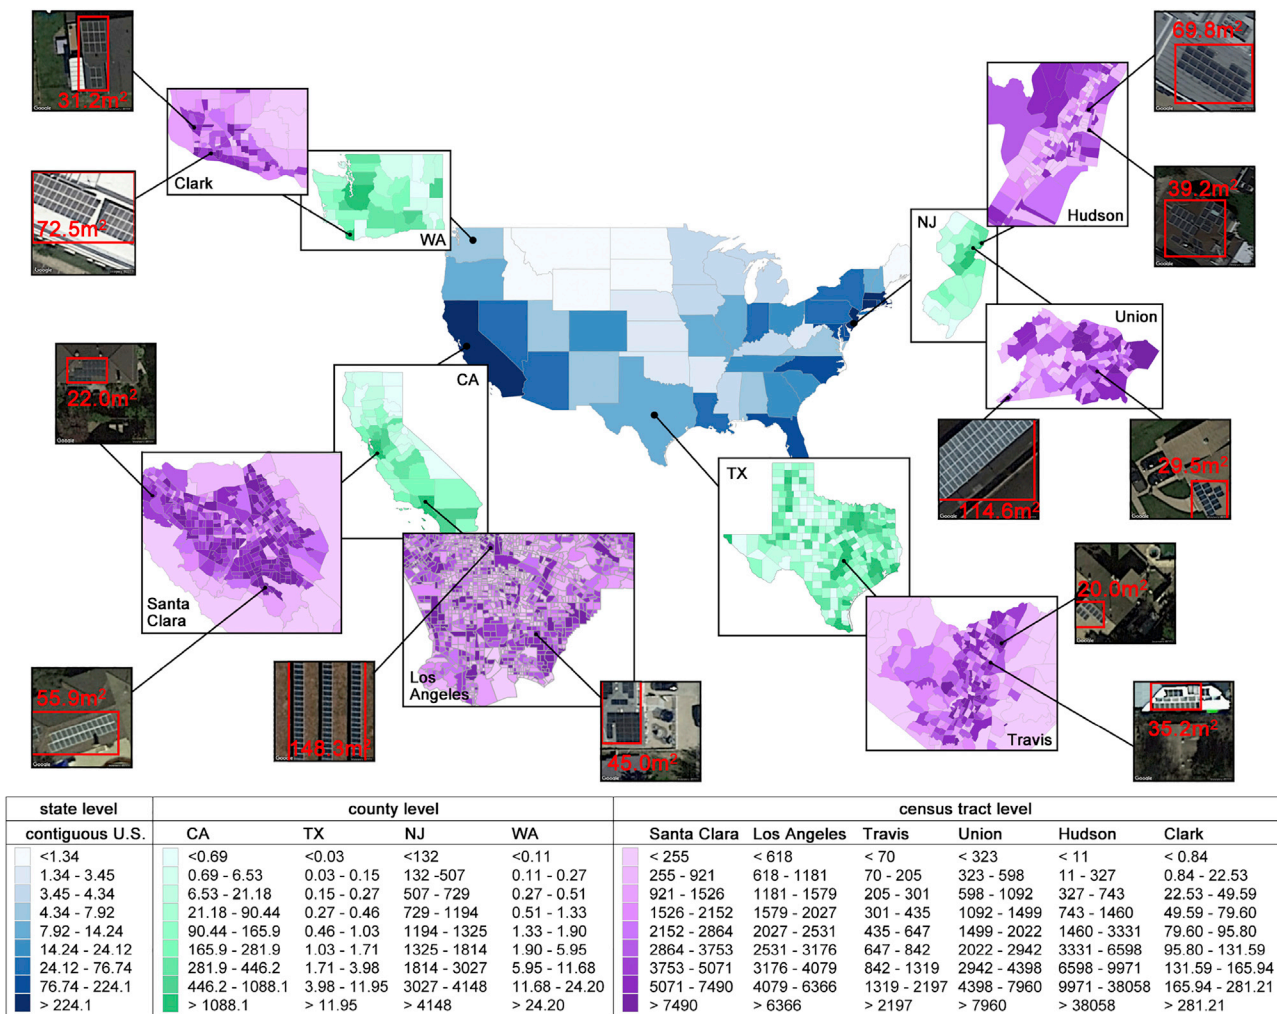 31.2m²
Google
72.5m²
Google
Clark
WA
69.8m²
Google
39.2m²
Google
Hudson
NJ
Union
114.6m²
Google
29.5m²
Google
22.0m²
Google
CA
Santa
Clara
55.9m²
Google
Los
Angeles
148.3m²
Google
45.0m²
Google
TX
Travis
20.0m²
Google
35.2m²
Google
state level county level census tract level
contiguous U.S. CA TX NJ WA Santa Clara Los Angeles Travis Union Hudson Clark
<1.34 <0.69 <0.03 <132 <0.11 < 255 < 618 < 70 < 323 < 11 < 0.84
1.34 - 3.45 0.69 - 6.53 0.03 - 0.15 132 -507 0.11 - 0.27 255 - 921 618 - 1181 70 - 205 323 - 598 11 - 327 0.84 - 22.53
3.45 - 4.34 6.53 - 21.18 0.15 - 0.27 507 - 729 0.27 - 0.51 921 - 1526 1181 - 1579 205 - 301 598 - 1092 327 - 743 22.53 - 49.59
4.34 - 7.92 21.18 - 90.44 0.27 - 0.46 729 - 1194 0.51 - 1.33 1526 - 2152 1579 - 2027 301 - 435 1092 - 1499 743 - 1460 49.59 - 79.60
7.92 - 14.24 90.44 - 165.9 0.46 - 1.03 1194 - 1325 1.33 - 1.90 2152 - 2864 2027 - 2531 435 - 647 1499 - 2022 1460 - 3331 79.60 - 95.80
14.24 - 24.12 165.9 - 281.9 1.03 - 1.71 1325 - 1814 1.90 - 5.95 2864 - 3753 2531 - 3176 647 - 842 2022 - 2942 3331 - 6598 95.80 - 131.59
24.12 - 76.74 281.9 - 446.2 1.71 - 3.98 1814 - 3027 5.95 - 11.68 3753 - 5071 3176 - 4079 842 - 1319 2942 - 4398 6598 - 9971 131.59 - 165.94
76.74 - 224.1 446.2 - 1088.1 3.98 - 11.95 3027 - 4148 11.68 - 24.20 5071 - 7490 4079 - 6366 1319 - 2197 4398 - 7960 9971 - 38058 165.94 - 281.21
> 224.1 > 1088.1 > 11.95 > 4148 > 24.20 > 7490 > 6366 > 2197 > 7960 > 38058 > 281.21